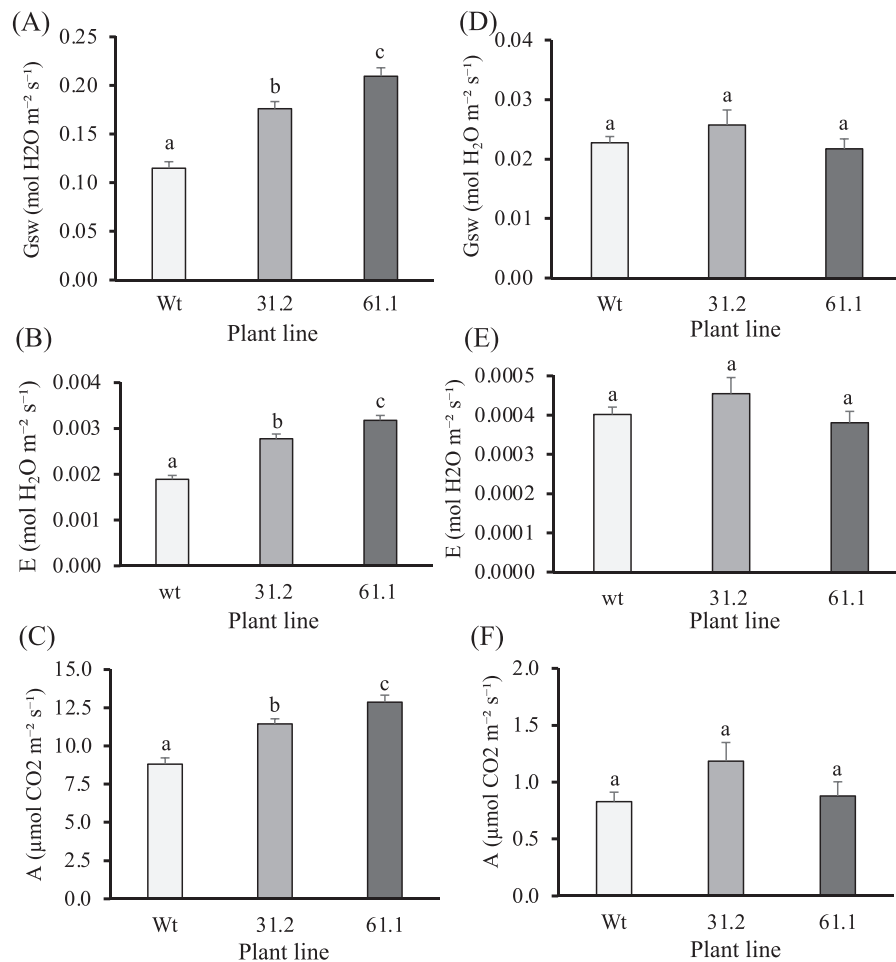 (A)
Gsw (mol H2O m⁻² s⁻¹)
0.25
0.20
0.15
0.10
0.05
0.00
a
b
c
Wt 31.2 61.1
Plant line
(B)
E (mol H₂O m⁻² s⁻¹)
0.004
0.003
0.002
0.001
0.000
a
b
c
wt 31.2 61.1
Plant line
(C)
A (µmol CO2 m⁻² s⁻¹)
15.0
12.5
10.0
7.5
5.0
2.5
0.0
a
b
c
Wt 31.2 61.1
Plant line
(D)
Gsw (mol H₂O m⁻² s⁻¹)
0.04
0.03
0.02
0.01
0.00
a
a
a
Wt 31.2 61.1
Plant line
(E)
E (mol H2O m⁻² s⁻¹)
0.0005
0.0004
0.0003
0.0002
0.0001
0.0000
a
a
a
wt 31.2 61.1
Plant line
(F)
A (µmol CO2 m⁻² s⁻¹)
2.0
1.5
1.0
0.5
0.0
a
a
a
Wt 31.2 61.1
Plant line